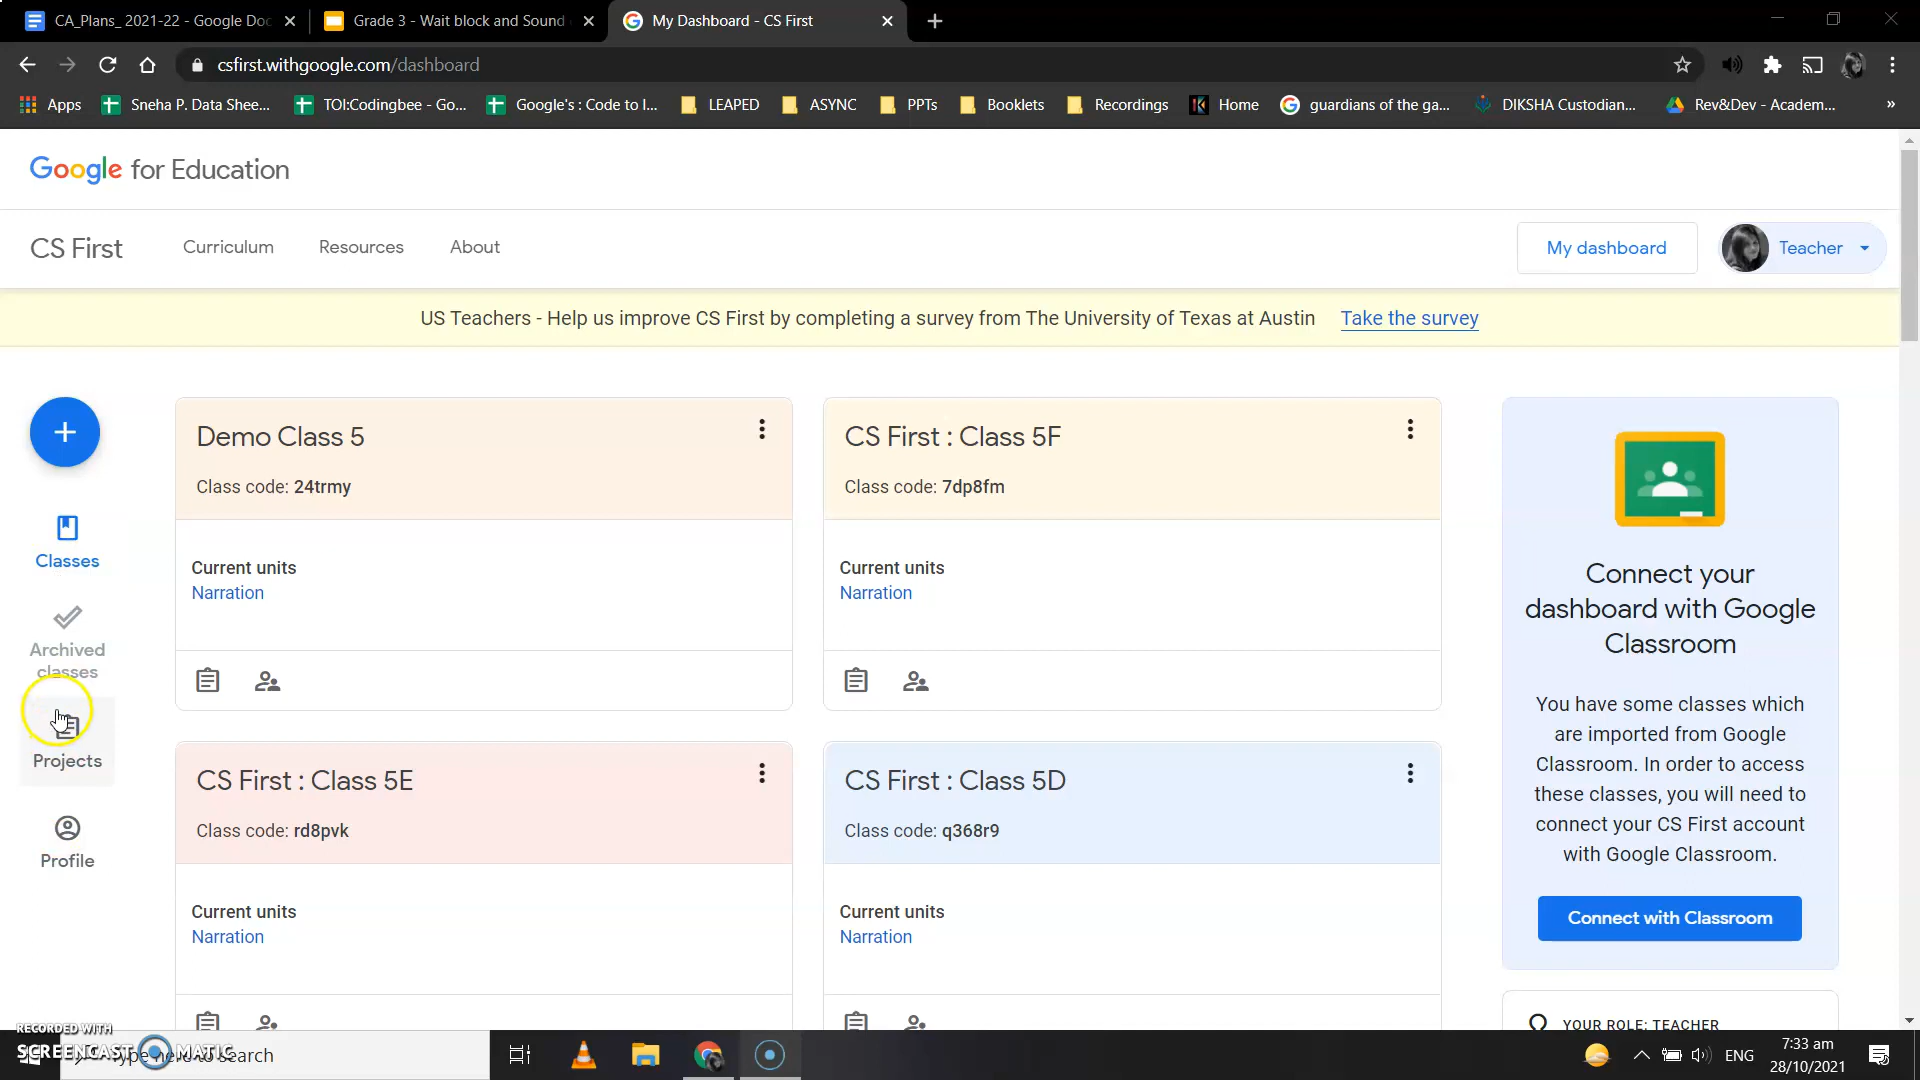 CA_Plans_ 2021-22 - Google Doc
Grade 3 - Wait block and Sound
My Dashboard - CS First
csfirst.withgoogle.com/dashboard
Apps
Sneha P. Data Shee...
TOI:Codingbee - Go...
Google's : Code to I...
LEAPED
ASYNC
PPTs
Booklets
Recordings
Home
guardians of the ga...
DIKSHA Custodian...
Rev&Dev - Academ...
»
Google for Education
CS First
Curriculum
Resources
About
My dashboard
Teacher
US Teachers - Help us improve CS First by completing a survey from The University of Texas at Austin
Take the survey
Classes
Archived
classes
Projects
Profile
Demo Class 5
Class code: 24trmy
Current units
Narration
CS First : Class 5F
Class code: 7dp8fm
Current units
Narration
CS First : Class 5E
Class code: rd8pvk
Current units
Narration
CS First : Class 5D
Class code: q368r9
Current units
Narration
Connect your
dashboard with Google
Classroom
You have some classes which
are imported from Google
Classroom. In order to access
these classes, you will need to
connect your CS First account
with Google Classroom.
Connect with Classroom
YOUR ROLE: TEACHER
RECORDED WITH
SCREENCAST MATIC
Type here to search
ENG
7:33 am
28/10/2021